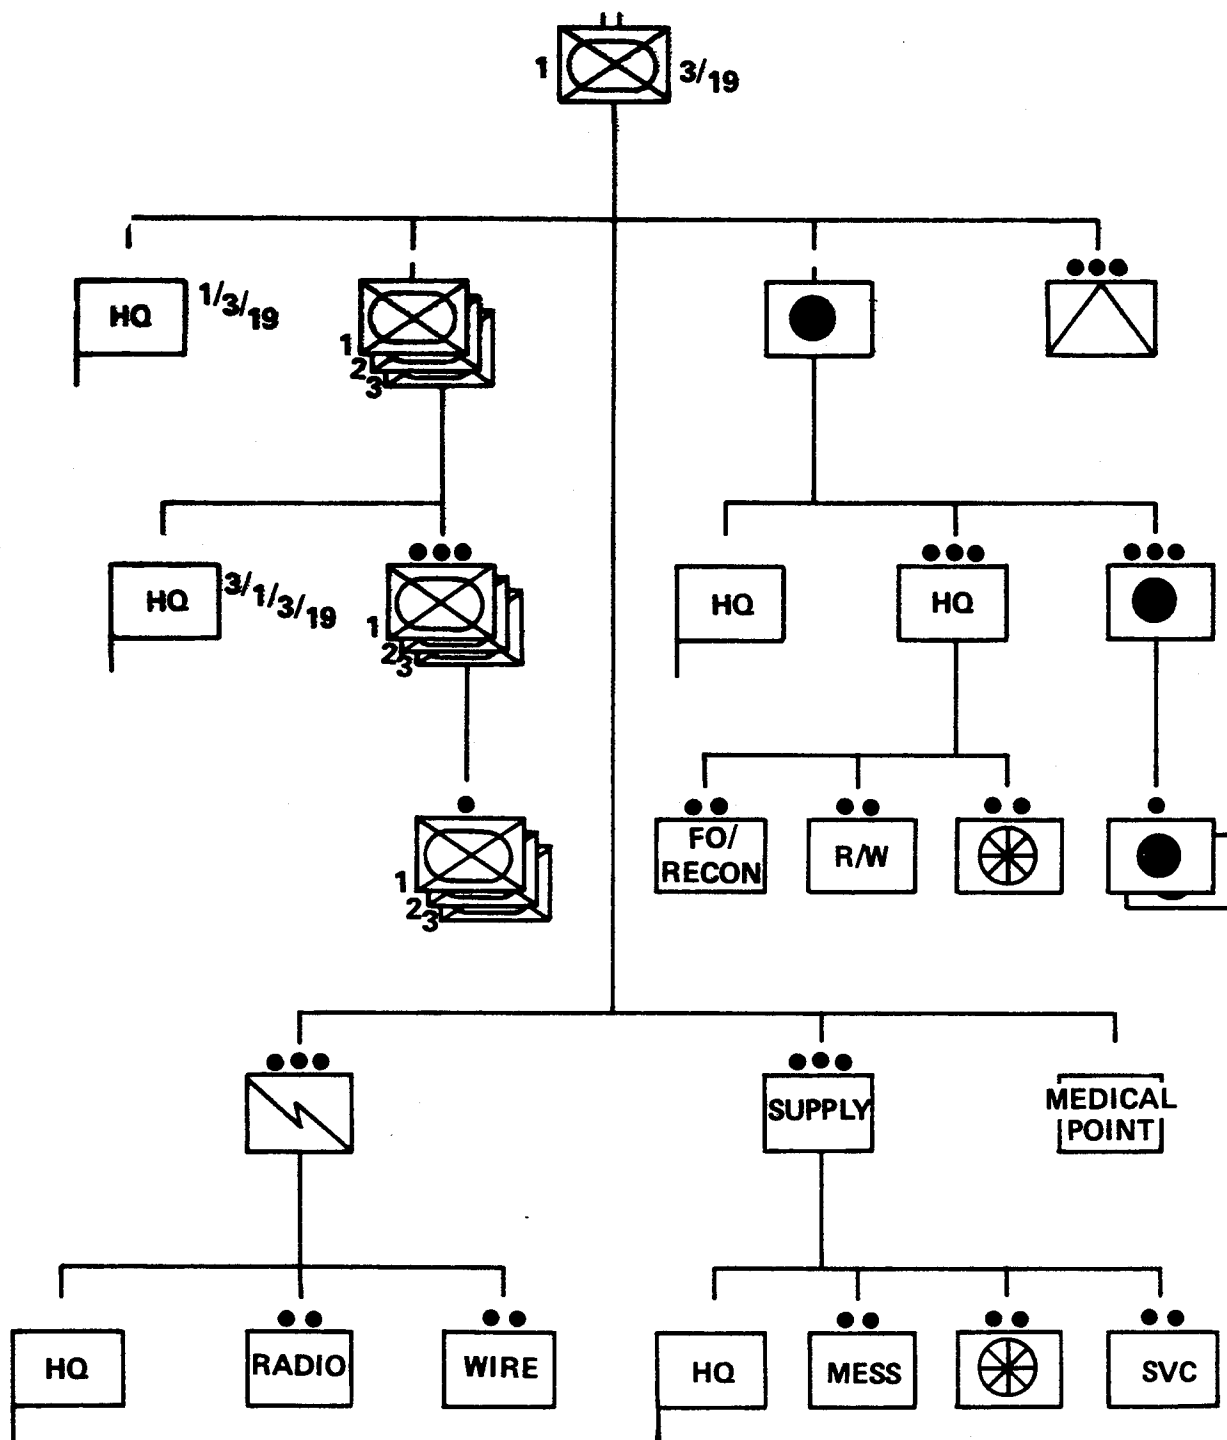 1
3/19
HQ
1/3/19
1
2
3
HQ
3/1/3/19
1
2
3
HQ
HQ
1
2
3
FO/
RECON
R/W
SUPPLY
MEDICAL
POINT
HQ
RADIO
WIRE
HQ
MESS
SVC